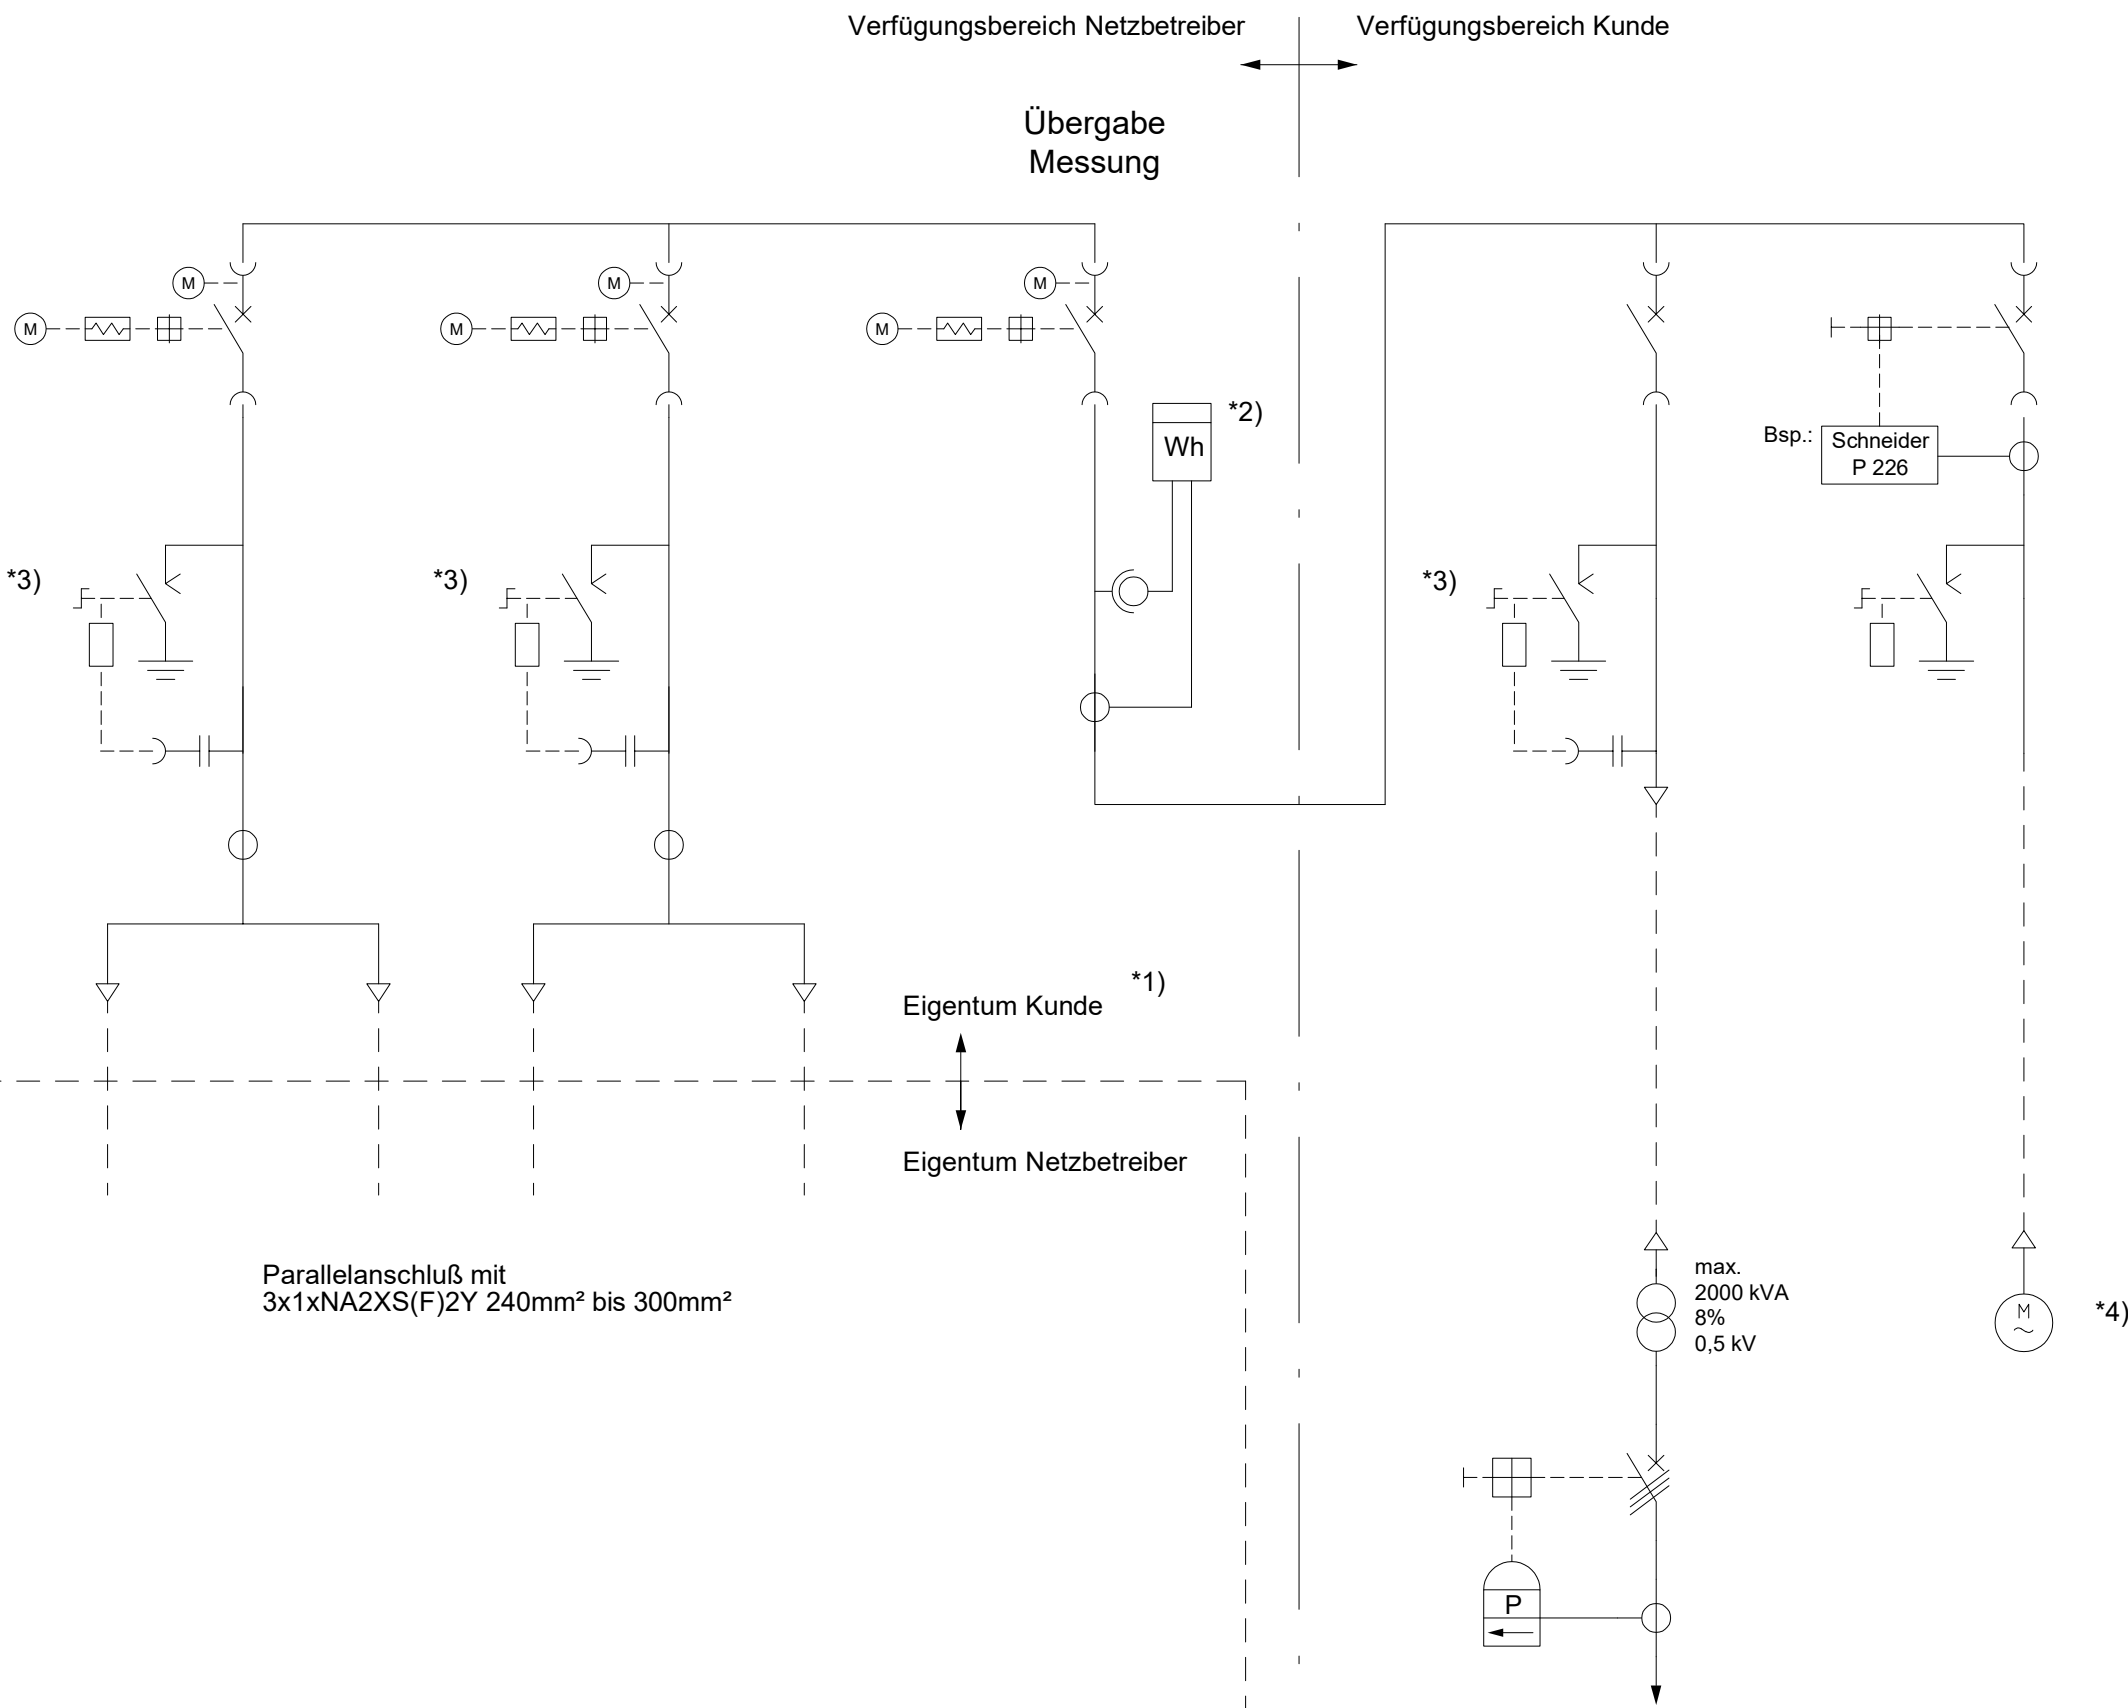 Verfügungsbereich Netzbetreiber
Verfügungsbereich Kunde
Übergabe
Messung
M
M
M
M
M
M
*2)
Wh
Bsp.:
Schneider
P 226
*3)
*3)
*3)
*1)
Eigentum Kunde
Eigentum Netzbetreiber
Parallelanschluß mit
3x1xNA2XS(F)2Y 240mm² bis 300mm²
max.
2000 kVA
8%
0,5 kV
M
~
*4)
P